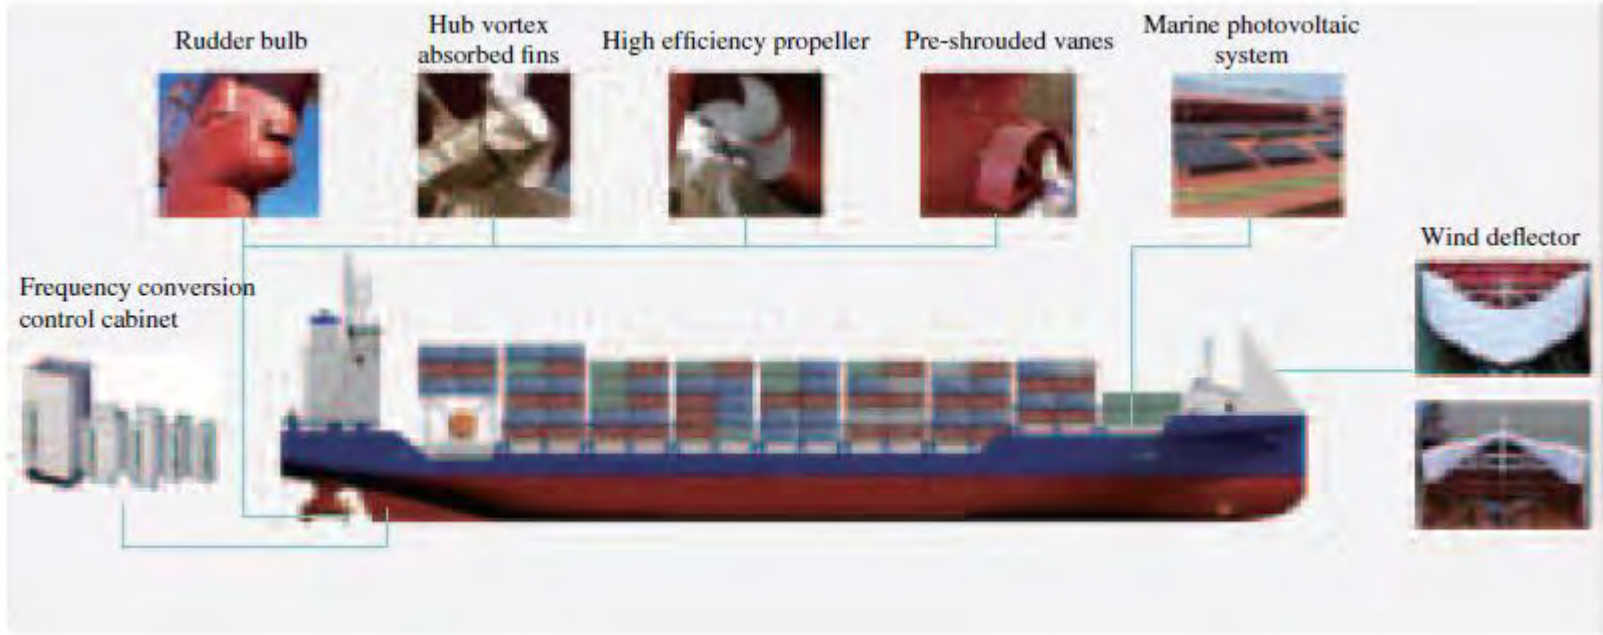 Rudder bulb
Hub vortex
absorbed fins
High efficiency propeller
Pre-shrouded vanes
Marine photovoltaic
system
Wind deflector
Frequency conversion
control cabinet